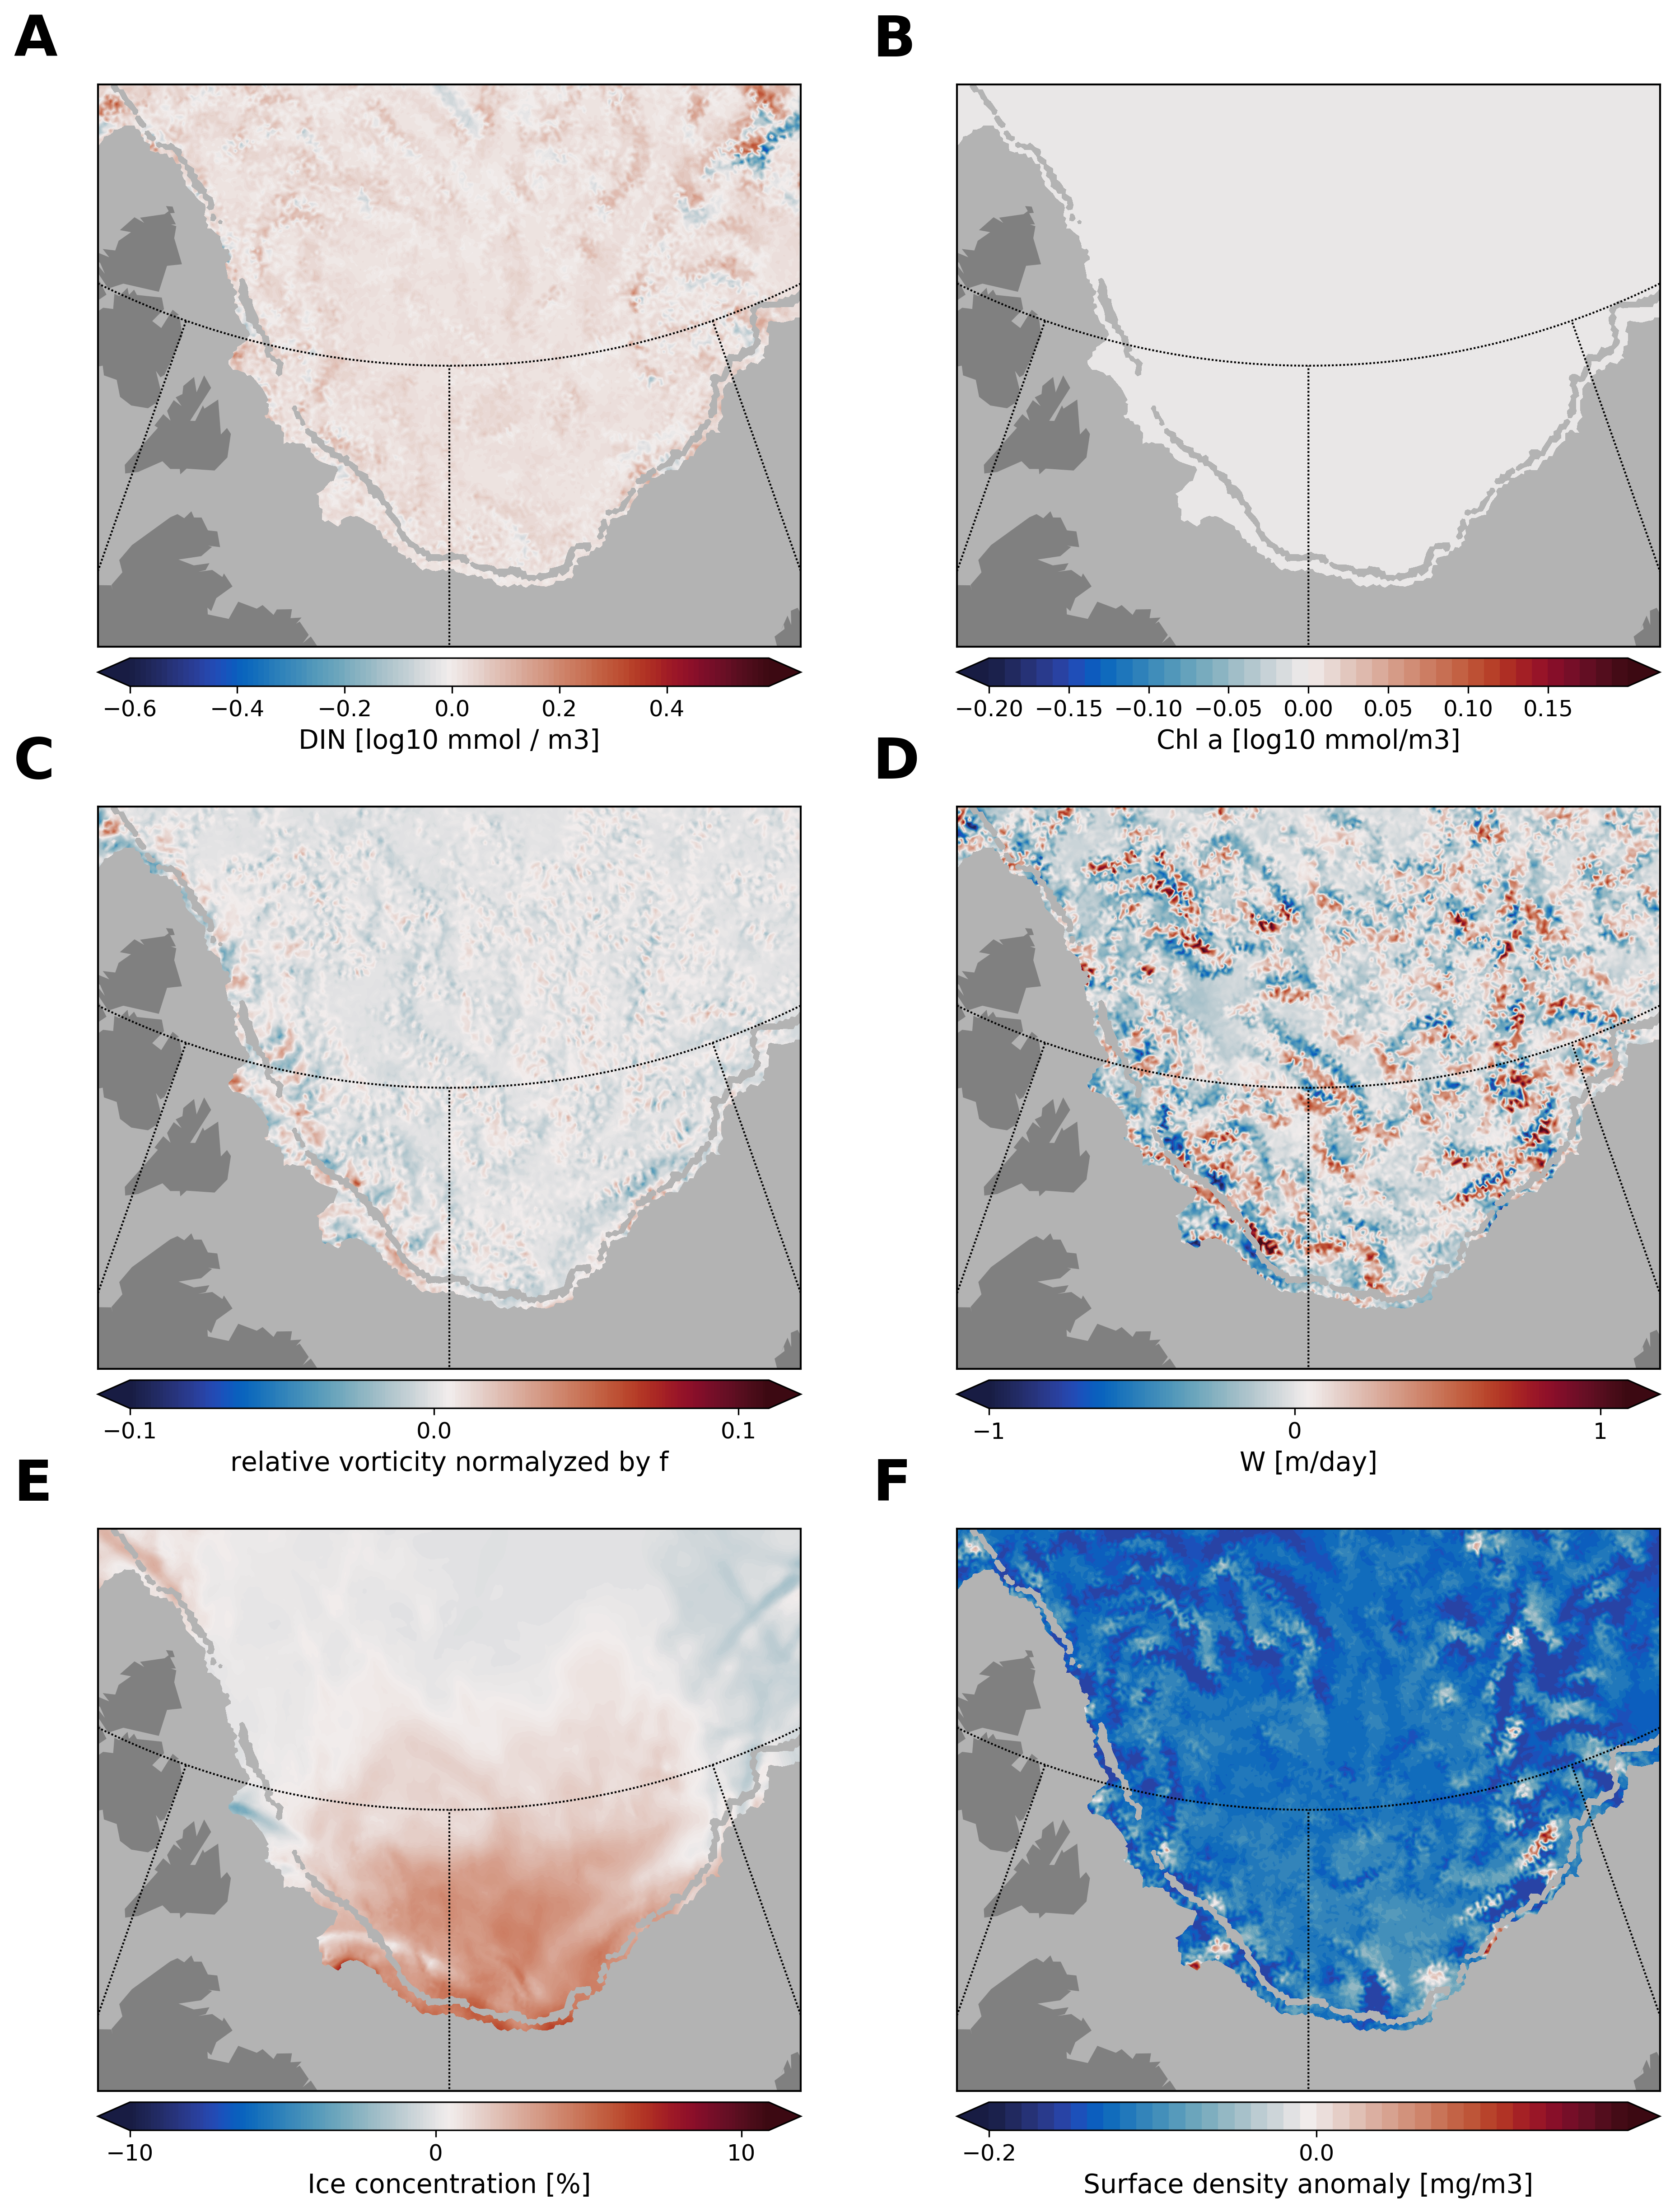 A
B
−0.6 −0.4 −0.2 0.0 0.2 0.4
DIN [log10 mmol / m3]
−0.20 −0.15 −0.10 −0.05 0.00 0.05 0.10 0.15
Chl a [log10 mmol/m3]
C
D
−0.1 0.0 0.1
relative vorticity normalyzed by f
−1 0 1
W [m/day]
E
F
−10 0 10
Ice concentration [%]
−0.2 0.0
Surface density anomaly [mg/m3]